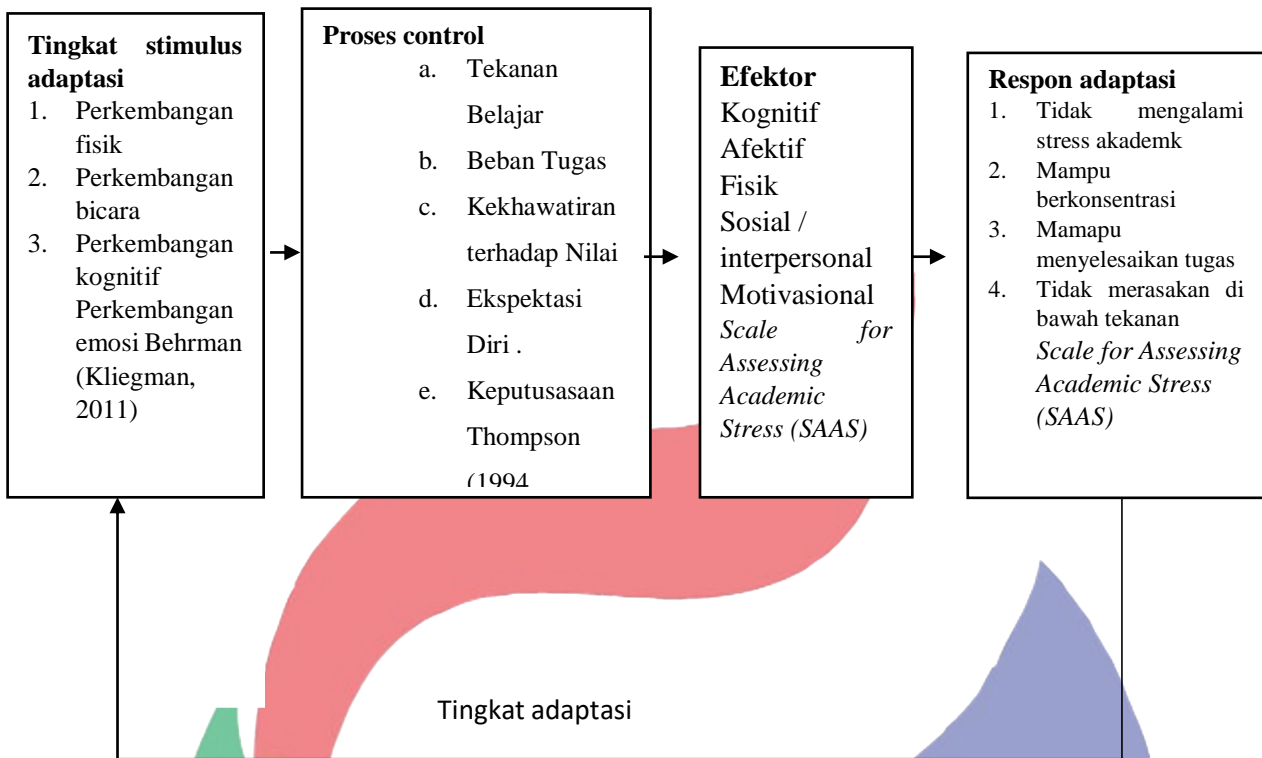 Tingkat stimulus
adaptasi
1. Perkembangan
fisik
2. Perkembangan
bicara
3. Perkembangan
kognitif
Perkembangan
emosi Behrman
(Kliegman,
2011)
Proses control
a. Tekanan
Belajar
b. Beban Tugas
c. Kekhawatiran
terhadap Nilai
d. Ekspektasi
Diri .
e. Keputusasaan
Thompson
(1994
Efektor
Kognitif
Afektif
Fisik
Sosial /
interpersonal
Motivasional
Scale for
Assessing
Academic
Stress (SAAS)
Respon adaptasi
1. Tidak mengalami
stress akademk
2. Mampu
berkonsentrasi
3. Mamapu
menyelesaikan tugas
4. Tidak merasakan di
bawah tekanan
Scale for Assessing
Academic Stress
(SAAS)
Tingkat adaptasi